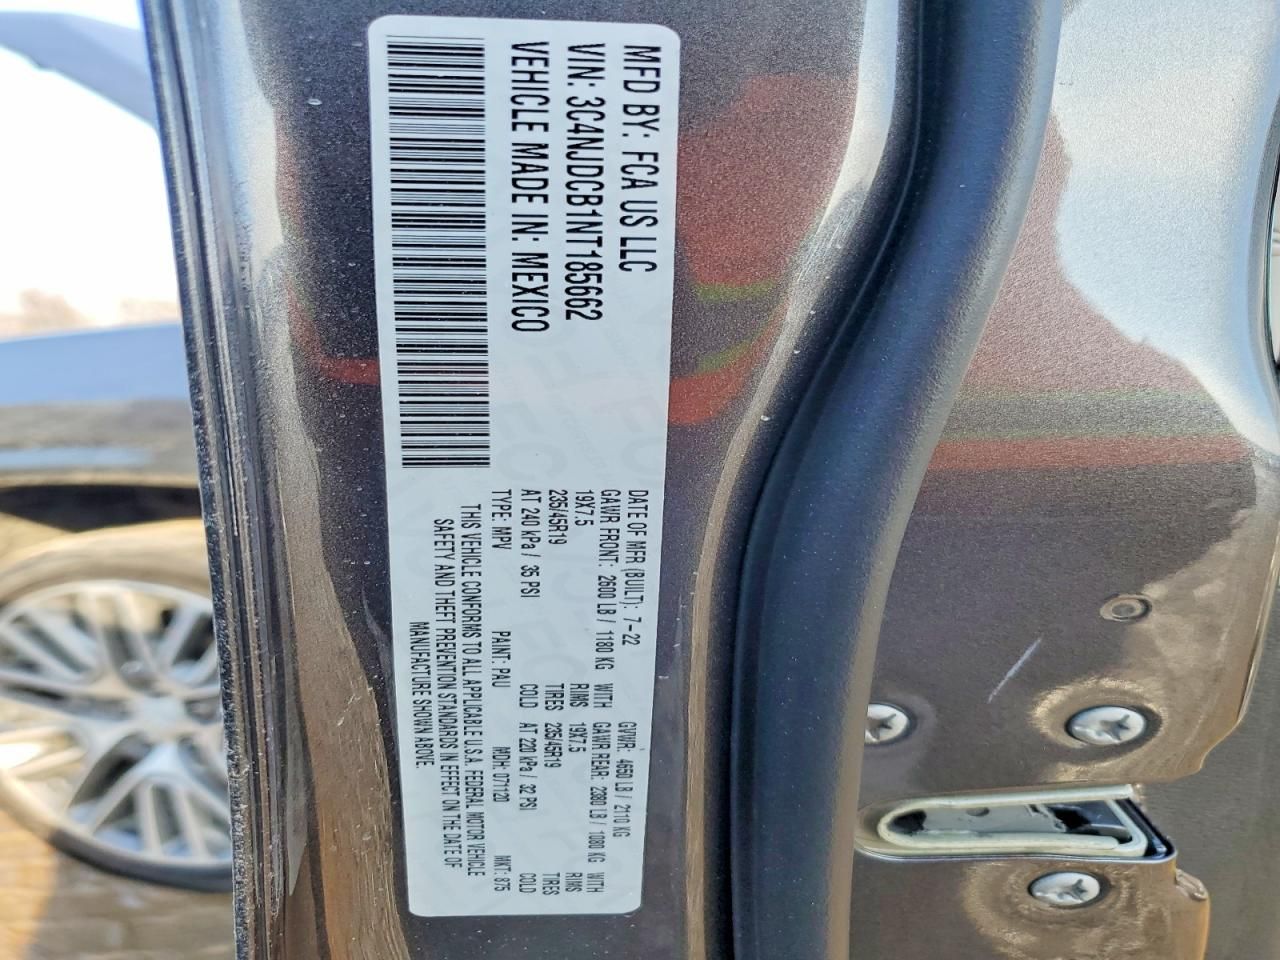 MFD BY: FCA US LLC
VIN: 3C4NJDCB1NT185662
VEHICLE MADE IN: MEXICO
DATE OF MFR (BUILT): 7-22 GVWR: 4650 LB / 2110 KG
GAWR FRONT: 2600 LB / 1180 KG WITH GAWR REAR: 2380 LB / 1080 KG WITH
19X7.5 RIMS 19X7.5 RIMS
235/45R19 TIRES 235/45R19 TIRES
AT 240 kPa / 35 PSI COLD AT 220 kPa / 32 PSI COLD
TYPE: MPV PAINT: PAU MDH: 071120 MKT: 875
THIS VEHICLE CONFORMS TO ALL APPLICABLE U.S.A. FEDERAL MOTOR VEHICLE
SAFETY AND THEFT PREVENTION STANDARDS IN EFFECT ON THE DATE OF
MANUFACTURE SHOWN ABOVE.